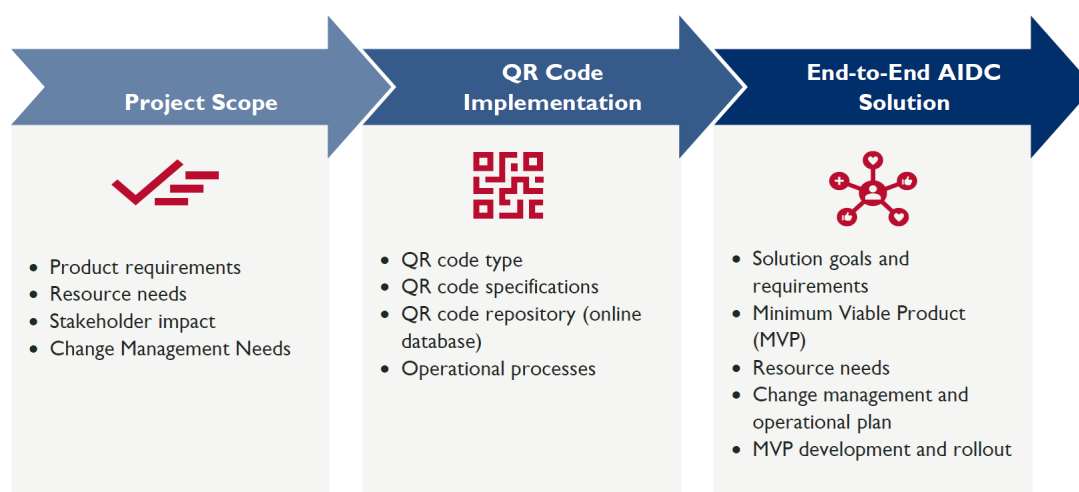 Project Scope
• Product requirements
• Resource needs
• Stakeholder impact
• Change Management Needs
QR Code
Implementation
• QR code type
• QR code specifications
• QR code repository (online
database)
• Operational processes
End-to-End AIDC
Solution
• Solution goals and
requirements
• Minimum Viable Product
(MVP)
• Resource needs
• Change management and
operational plan
• MVP development and rollout